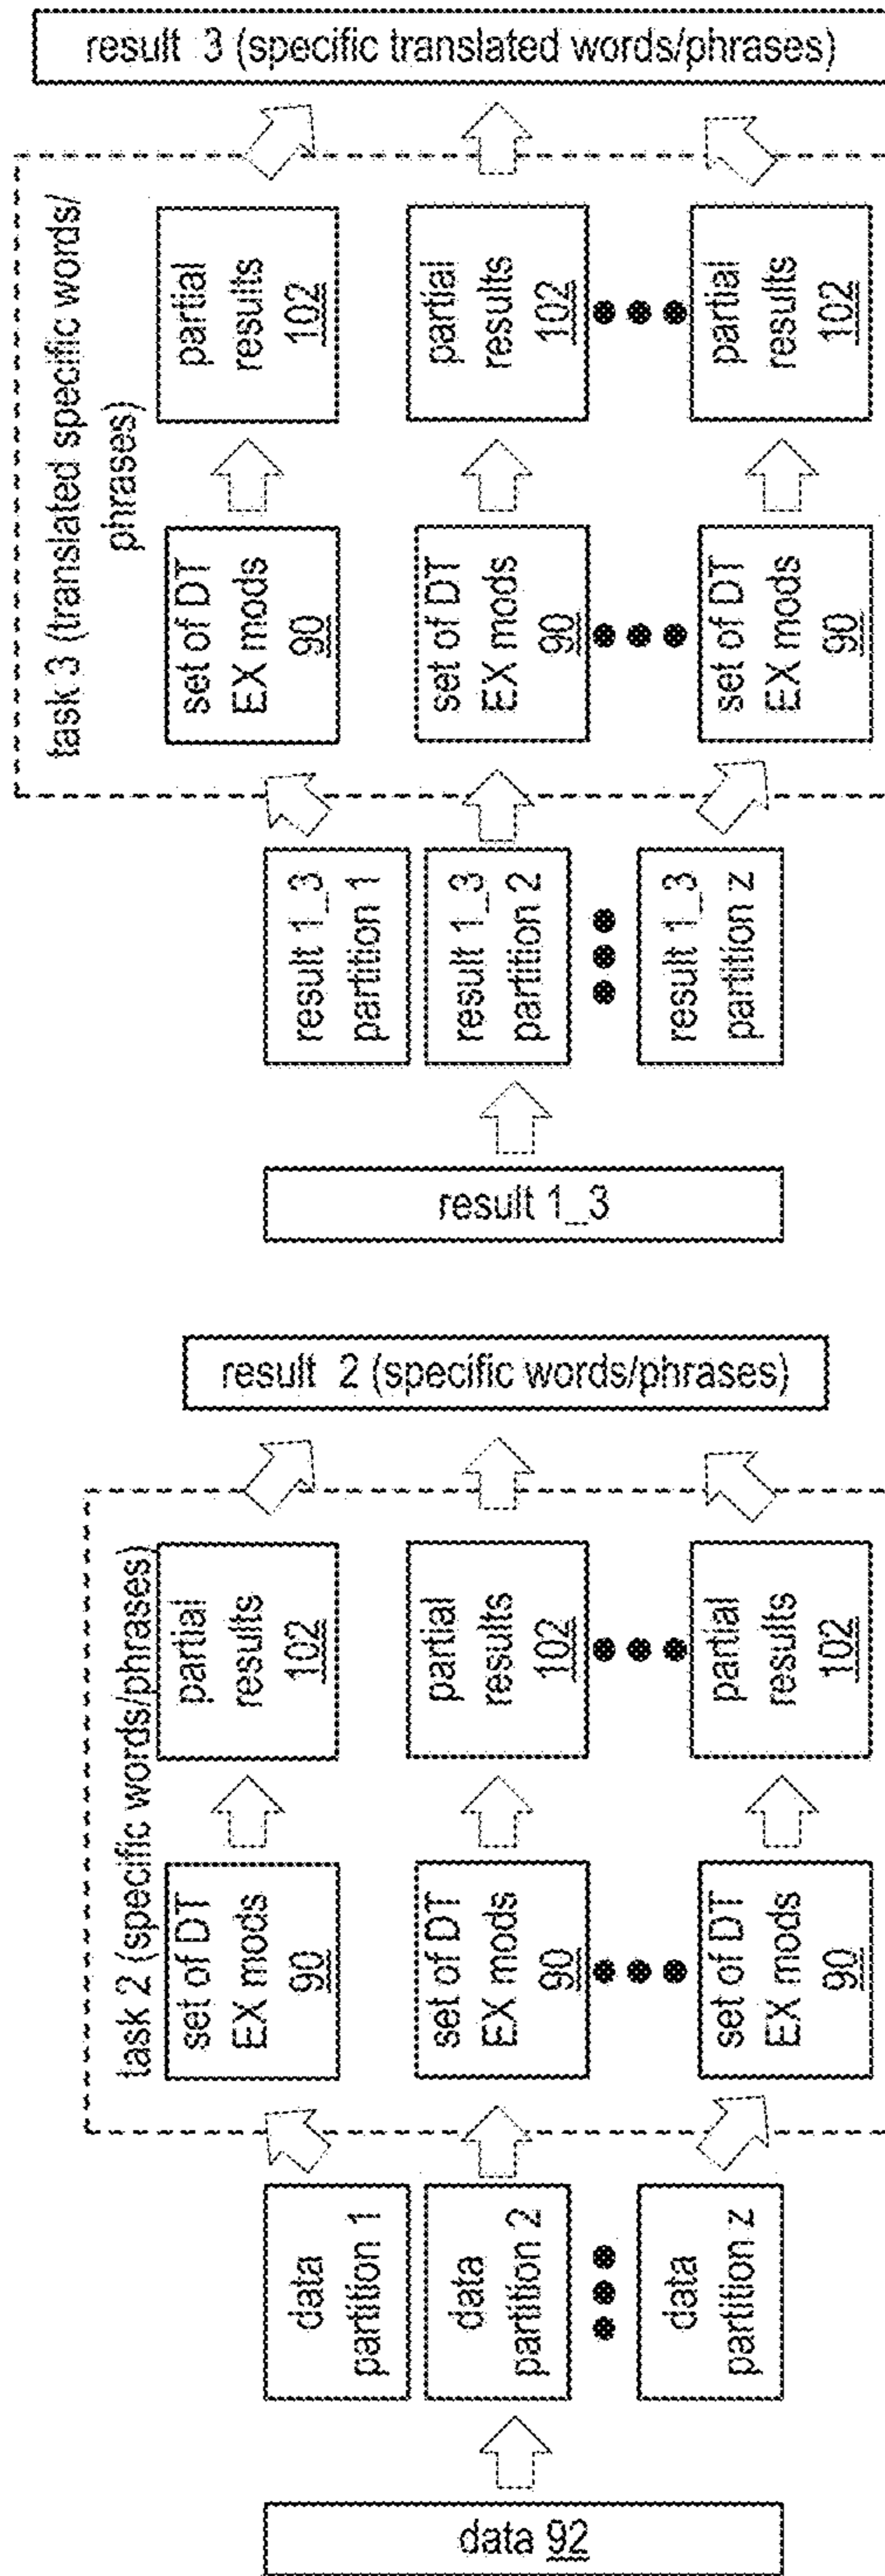 data 92
data
partition 1
data
partition 2
data
partition z
task 2 (specific words/phrases)
set of DT
EX mods
90
partial
results
102
set of DT
EX mods
90
partial
results
102
set of DT
EX mods
90
partial
results
102
result 2 (specific words/phrases)
result 1_3
result 1_3
partition 1
result 1_3
partition 2
result 1_3
partition z
task 3 (translated specific words/
phrases)
set of DT
EX mods
90
partial
results
102
set of DT
EX mods
90
partial
results
102
set of DT
EX mods
90
partial
results
102
result 3 (specific translated words/phrases)